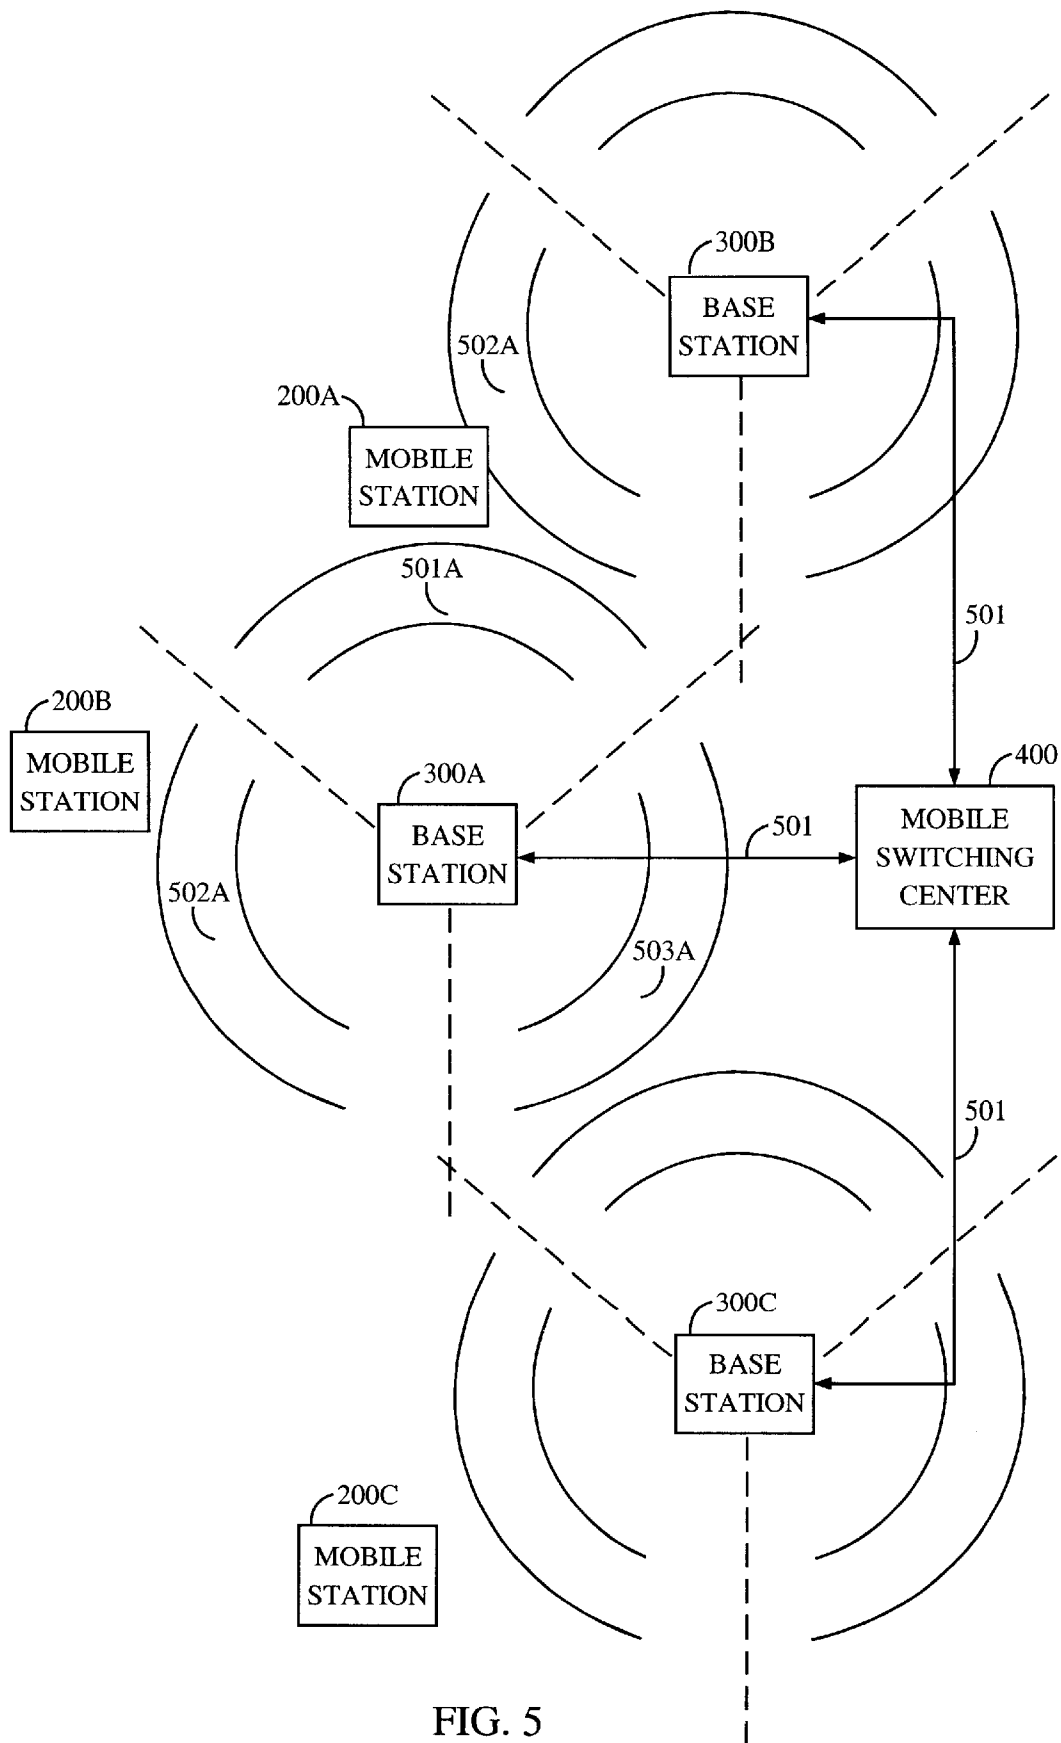 300B
BASE
STATION
502A
200A
MOBILE
STATION
501A
501
200B
MOBILE
STATION
300A
BASE
STATION
501
400
MOBILE
SWITCHING
CENTER
502A
503A
501
300C
BASE
STATION
200C
MOBILE
STATION
FIG. 5